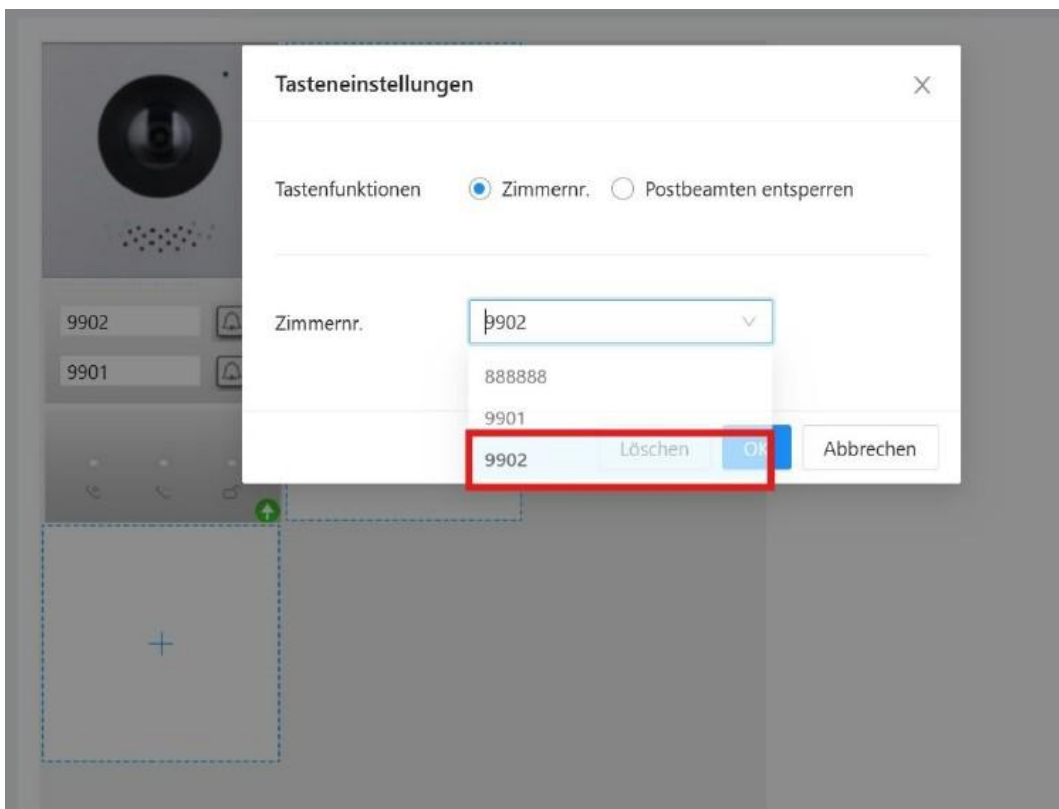 Tasteneinstellungen
Tastenfunktionen Zimmernr. Postbeamten entsperren
9902
9901
Zimmernr. 9902
888888
9901
9902
Löschen OK Abbrechen